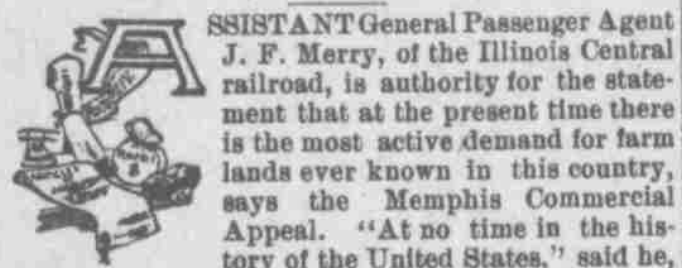 ASSISTANT General Passenger Agent
J. F. Merry, of the Illinois Central
railroad, is authority for the state-
ment that at the present time there
is the most active demand for farm
lands ever known in this country,
says the Memphis Commercial
Appeal. “At no time in the his-
tory of the United States,” said he,